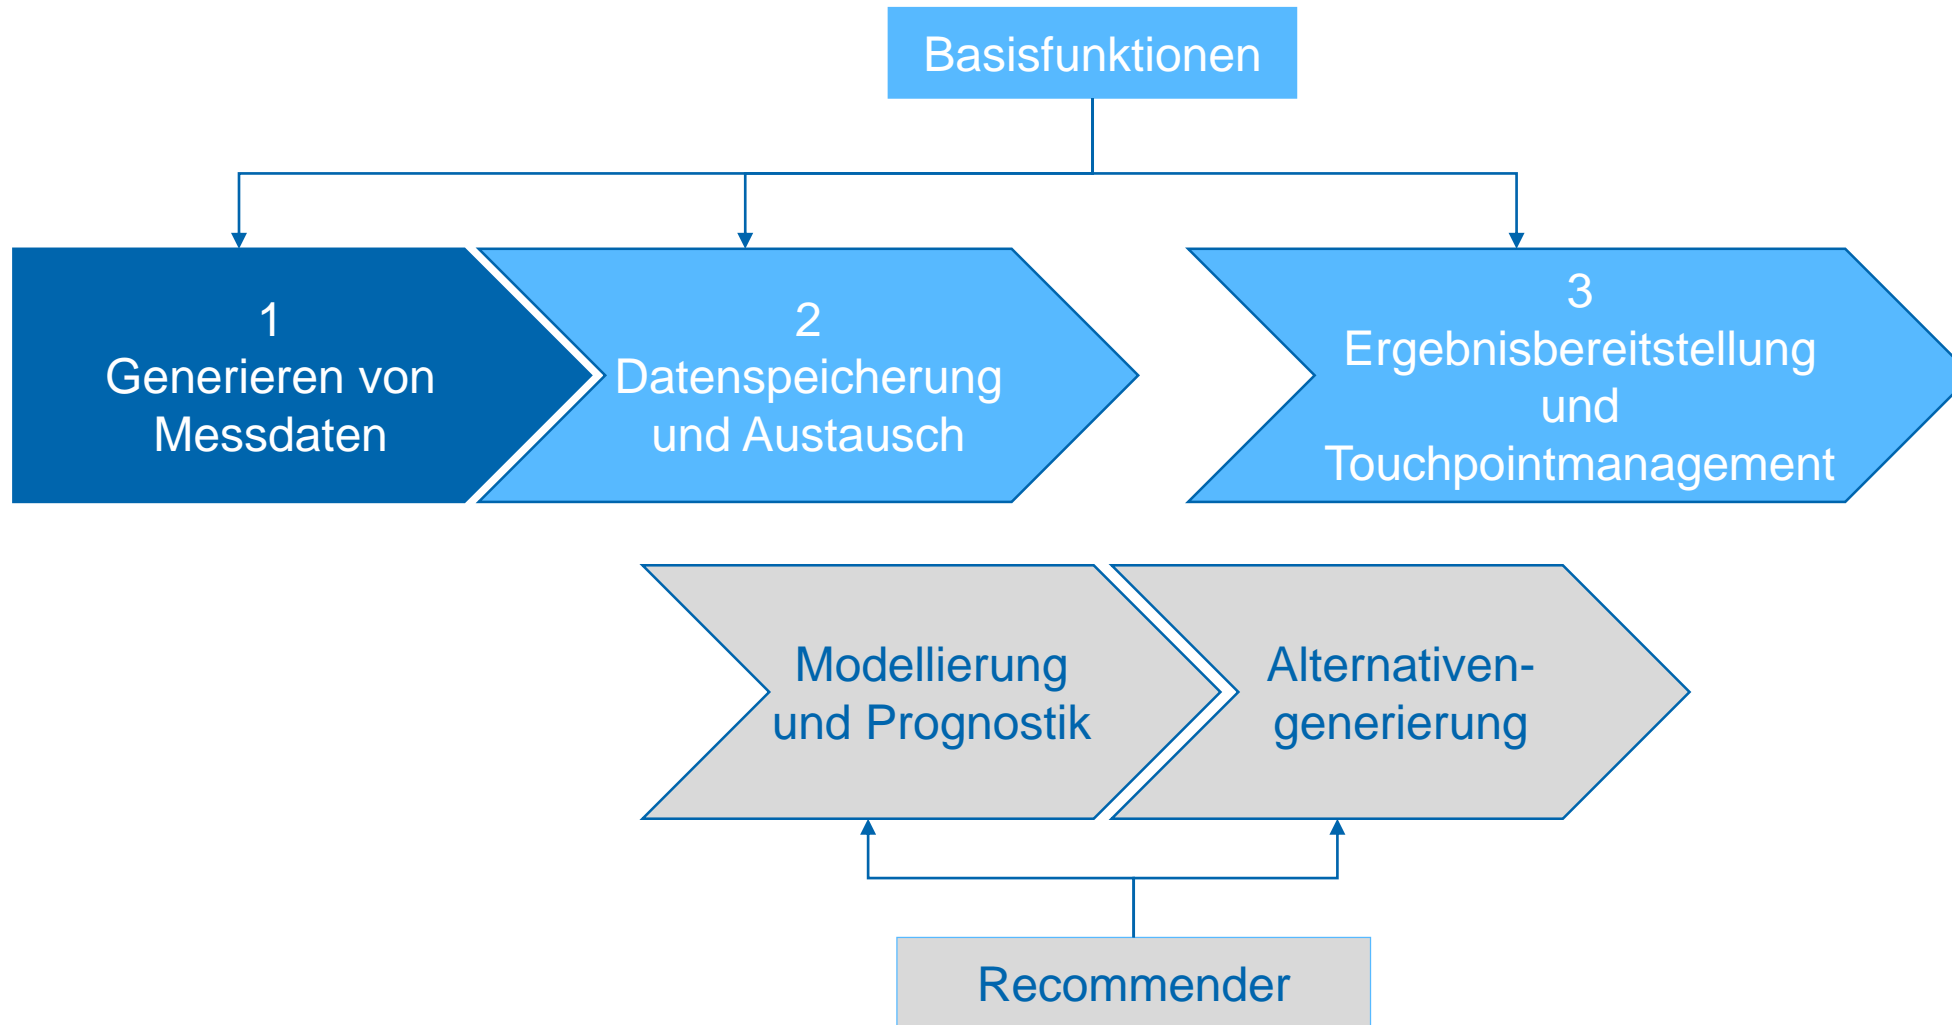 Basisfunktionen
1
Generieren von
Messdaten
2
Datenspeicherung
und Austausch
3
Ergebnisbereitstellung
und
Touchpointmanagement
Modellierung
und Prognostik
Alternativen-
generierung
Recommender